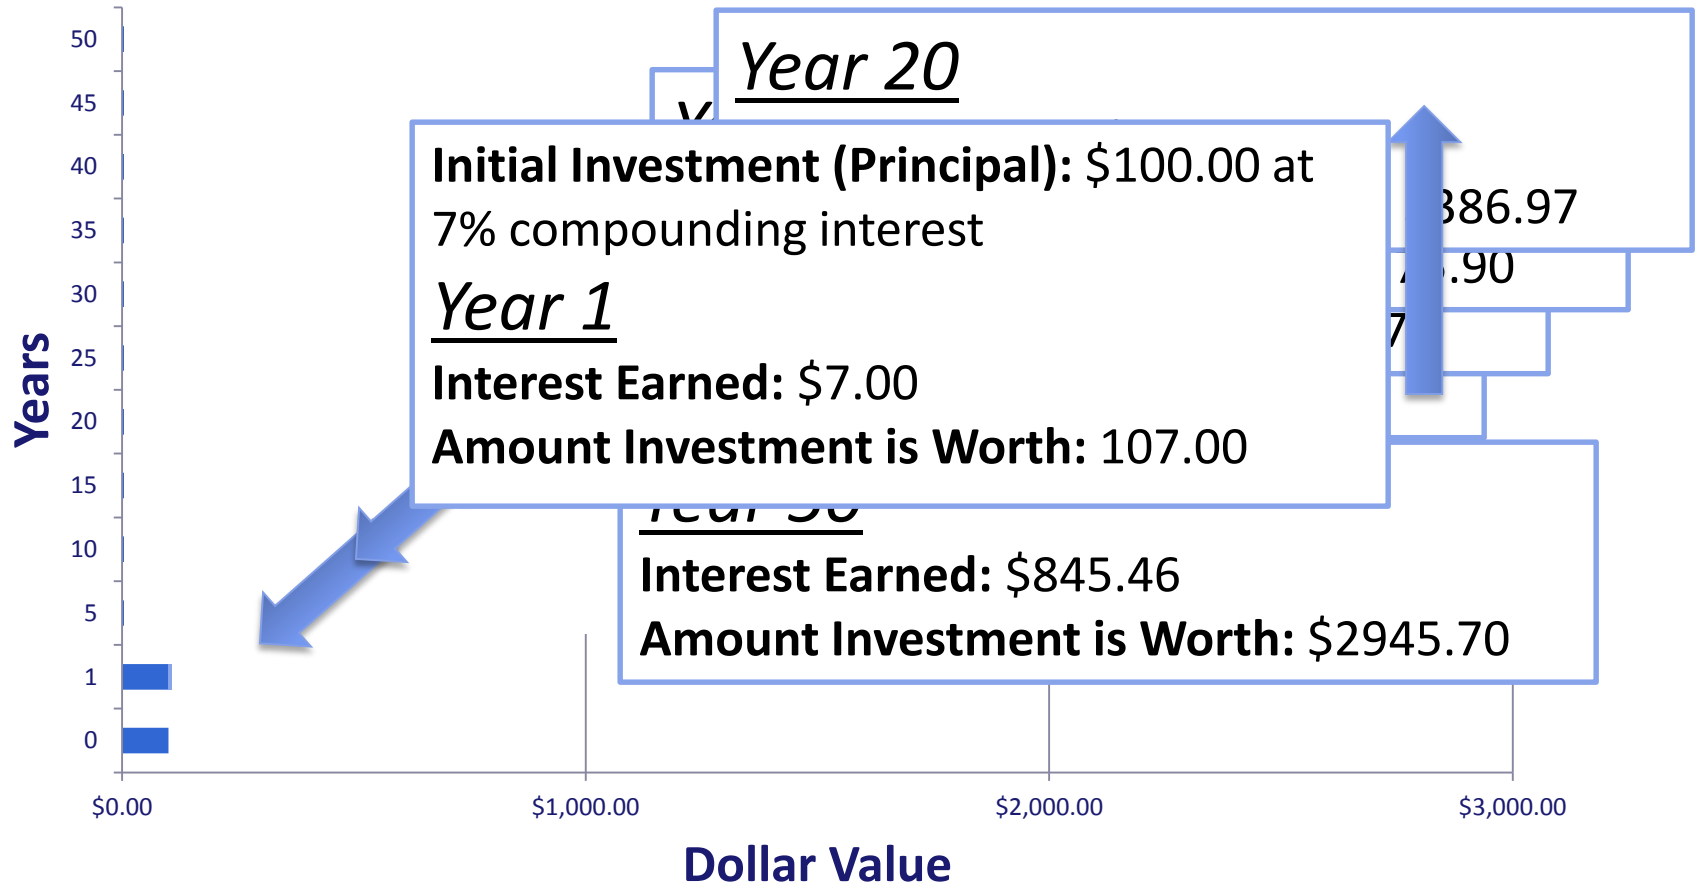 Year 20
Initial Investment (Principal): $100.00 at
7% compounding interest
Year 1
Interest Earned: $7.00
Amount Investment is Worth: 107.00
86.97
.90
7
Year
Interest Earned: $845.46
Amount Investment is Worth: $2945.70
Years
50
45
40
35
30
25
20
15
10
5
1
0
$0.00 $1,000.00 $2,000.00 $3,000.00
Dollar Value